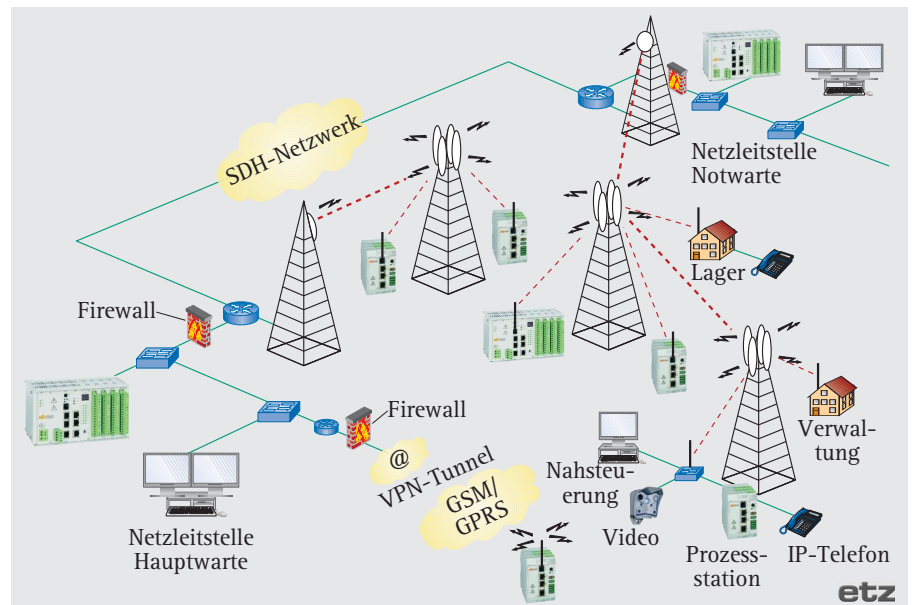 SDH-Netzwerk
Netzleitstelle
Notwarte
Lager
Firewall
Firewall
@
VPN-Tunnel
GSM/
GPRS
Netzleitstelle
Hauptwarte
Nahsteu-
erung
Video
Prozess-
station
IP-Telefon
Verwal-
tung
etz